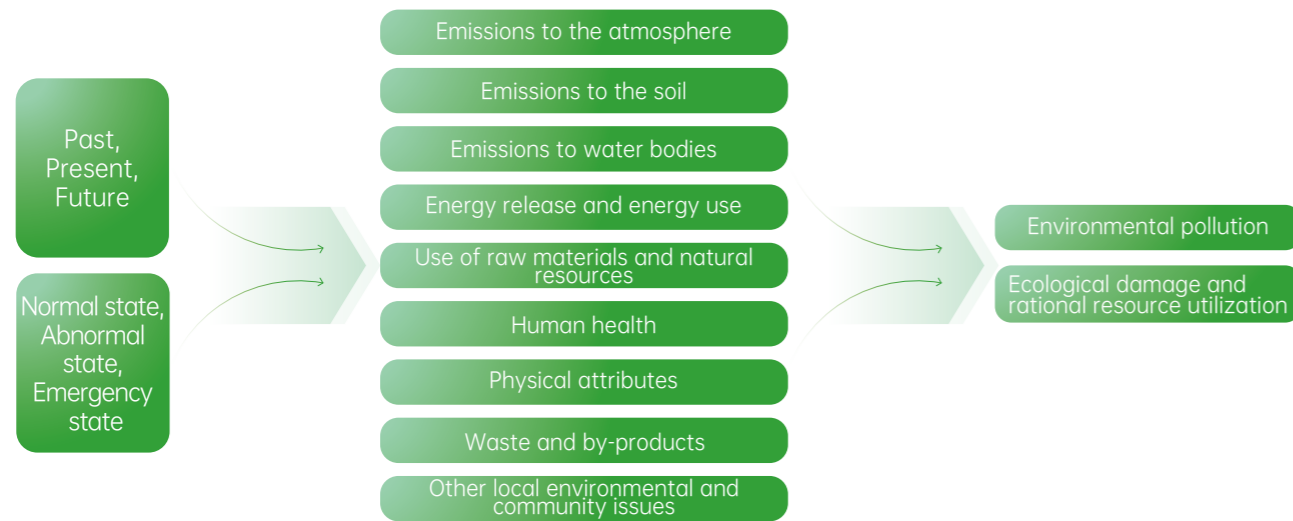 Past,
Present,
Future
Normal state,
Abnormal
state,
Emergency
state
Emissions to the atmosphere
Emissions to the soil
Emissions to water bodies
Energy release and energy use
Use of raw materials and natural
resources
Human health
Physical attributes
Waste and by-products
Other local environmental and
community issues
Environmental pollution
Ecological damage and
rational resource utilization